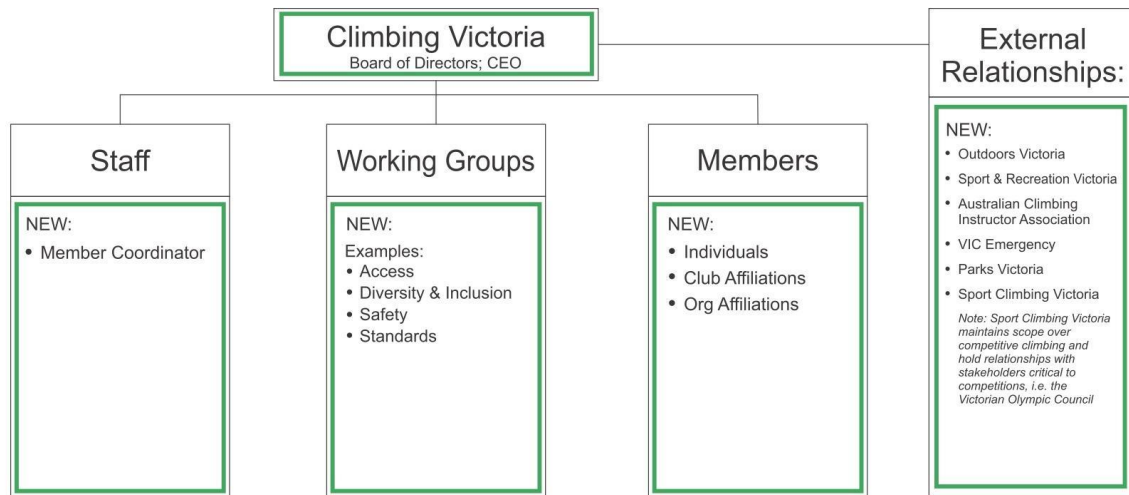 Climbing Victoria
Board of Directors; CEO
External
Relationships:
Staff
Working Groups
Members
NEW:
• Member Coordinator
NEW:
Examples:
• Access
• Diversity & Inclusion
• Safety
• Standards
NEW:
• Individuals
• Club Affiliations
• Org Affiliations
NEW:
• Outdoors Victoria
• Sport & Recreation Victoria
• Australian Climbing
Instructor Association
• VIC Emergency
• Parks Victoria
• Sport Climbing Victoria
Note: Sport Climbing Victoria
maintains scope over
competitive climbing and
hold relationships with
stakeholders critical to
competitions, i.e. the
Victorian Olympic Council